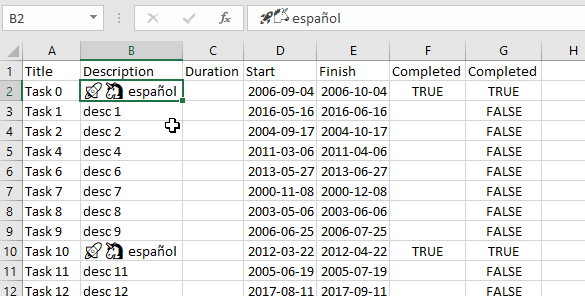 B2 🚀🐴 español
A B C D E F G H
1 Title Description Duration Start Finish Completed Completed
2 Task 0 🚀 🐴 español 2006-09-04 2006-10-04 TRUE TRUE
3 Task 1 desc 1 2016-05-16 2016-06-16 FALSE
4 Task 2 desc 2 2004-09-17 2004-10-17 FALSE
5 Task 4 desc 4 2011-03-06 2011-04-06 FALSE
6 Task 6 desc 6 2013-05-27 2013-06-27 FALSE
7 Task 7 desc 7 2000-11-08 2000-12-08 FALSE
8 Task 8 desc 8 2003-05-06 2003-06-06 FALSE
9 Task 9 desc 9 2006-06-25 2006-07-25 FALSE
10 Task 10 🚀 🐴 español 2012-03-22 2012-04-22 TRUE TRUE
11 Task 11 desc 11 2005-06-19 2005-07-19 FALSE
12 Task 12 desc 12 2017-08-11 2017-09-11 FALSE